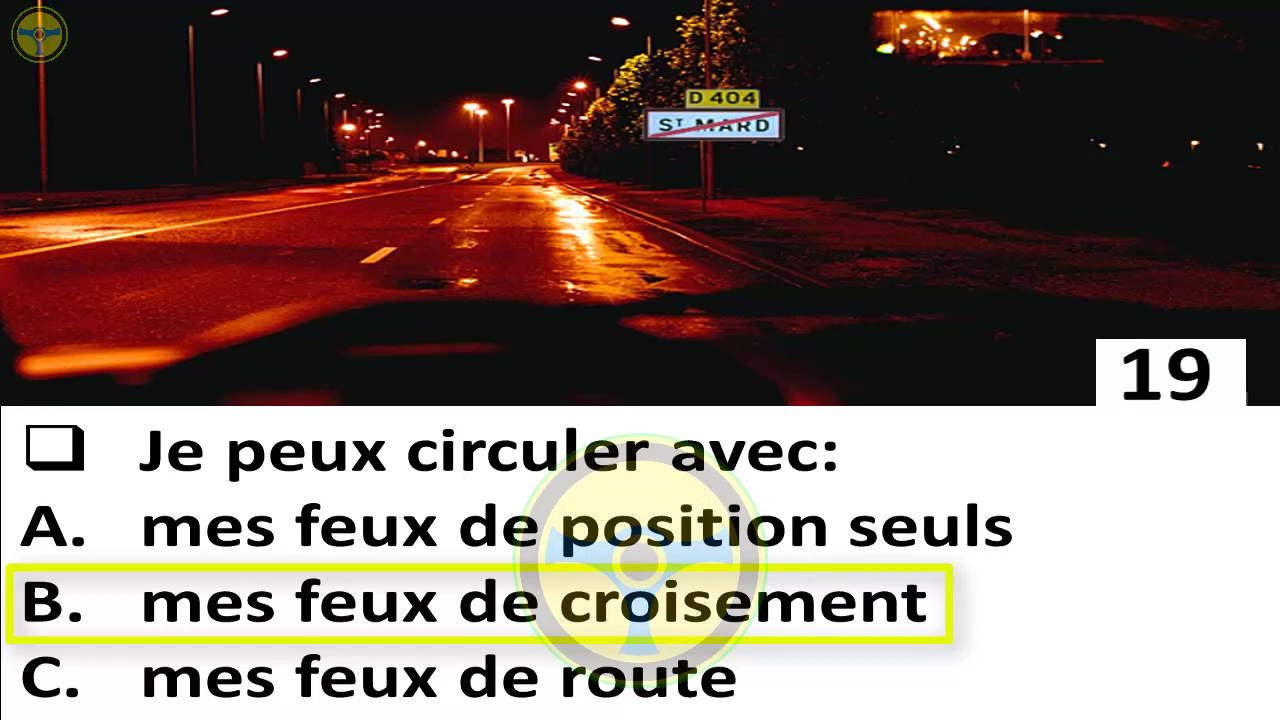 D 404
ST MARD
19
❑ Je peux circuler avec:
A. mes feux de position seuls
B. mes feux de croisement
C. mes feux de route